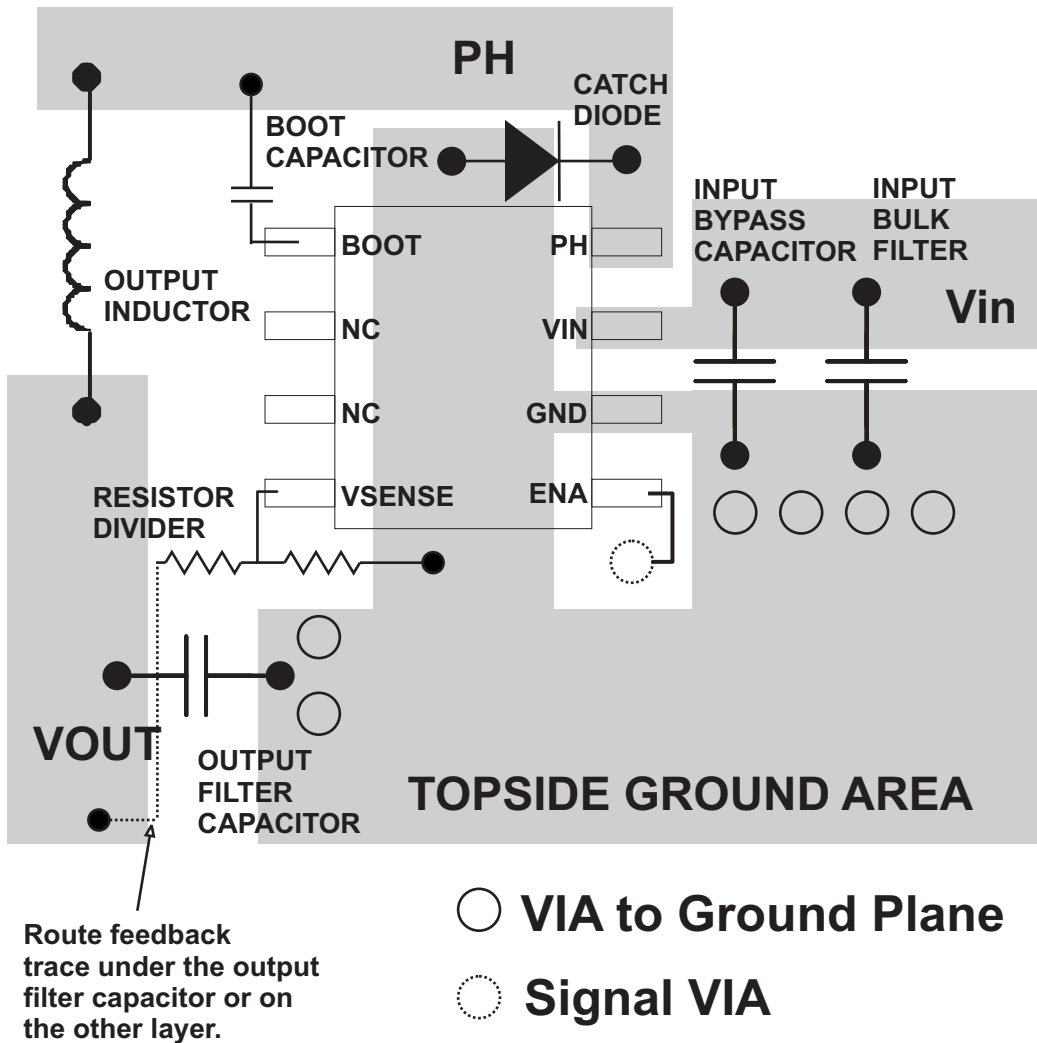 PH
CATCH
DIODE
BOOT
CAPACITOR
INPUT
BYPASS
CAPACITOR
INPUT
BULK
FILTER
OUTPUT
INDUCTOR
BOOT
PH
Vin
NC
VIN
NC
GND
RESISTOR
DIVIDER
VSENSE
ENA
VOUT
OUTPUT
FILTER
CAPACITOR
TOPSIDE GROUND AREA
Route feedback
trace under the output
filter capacitor or on
the other layer.
VIA to Ground Plane
Signal VIA